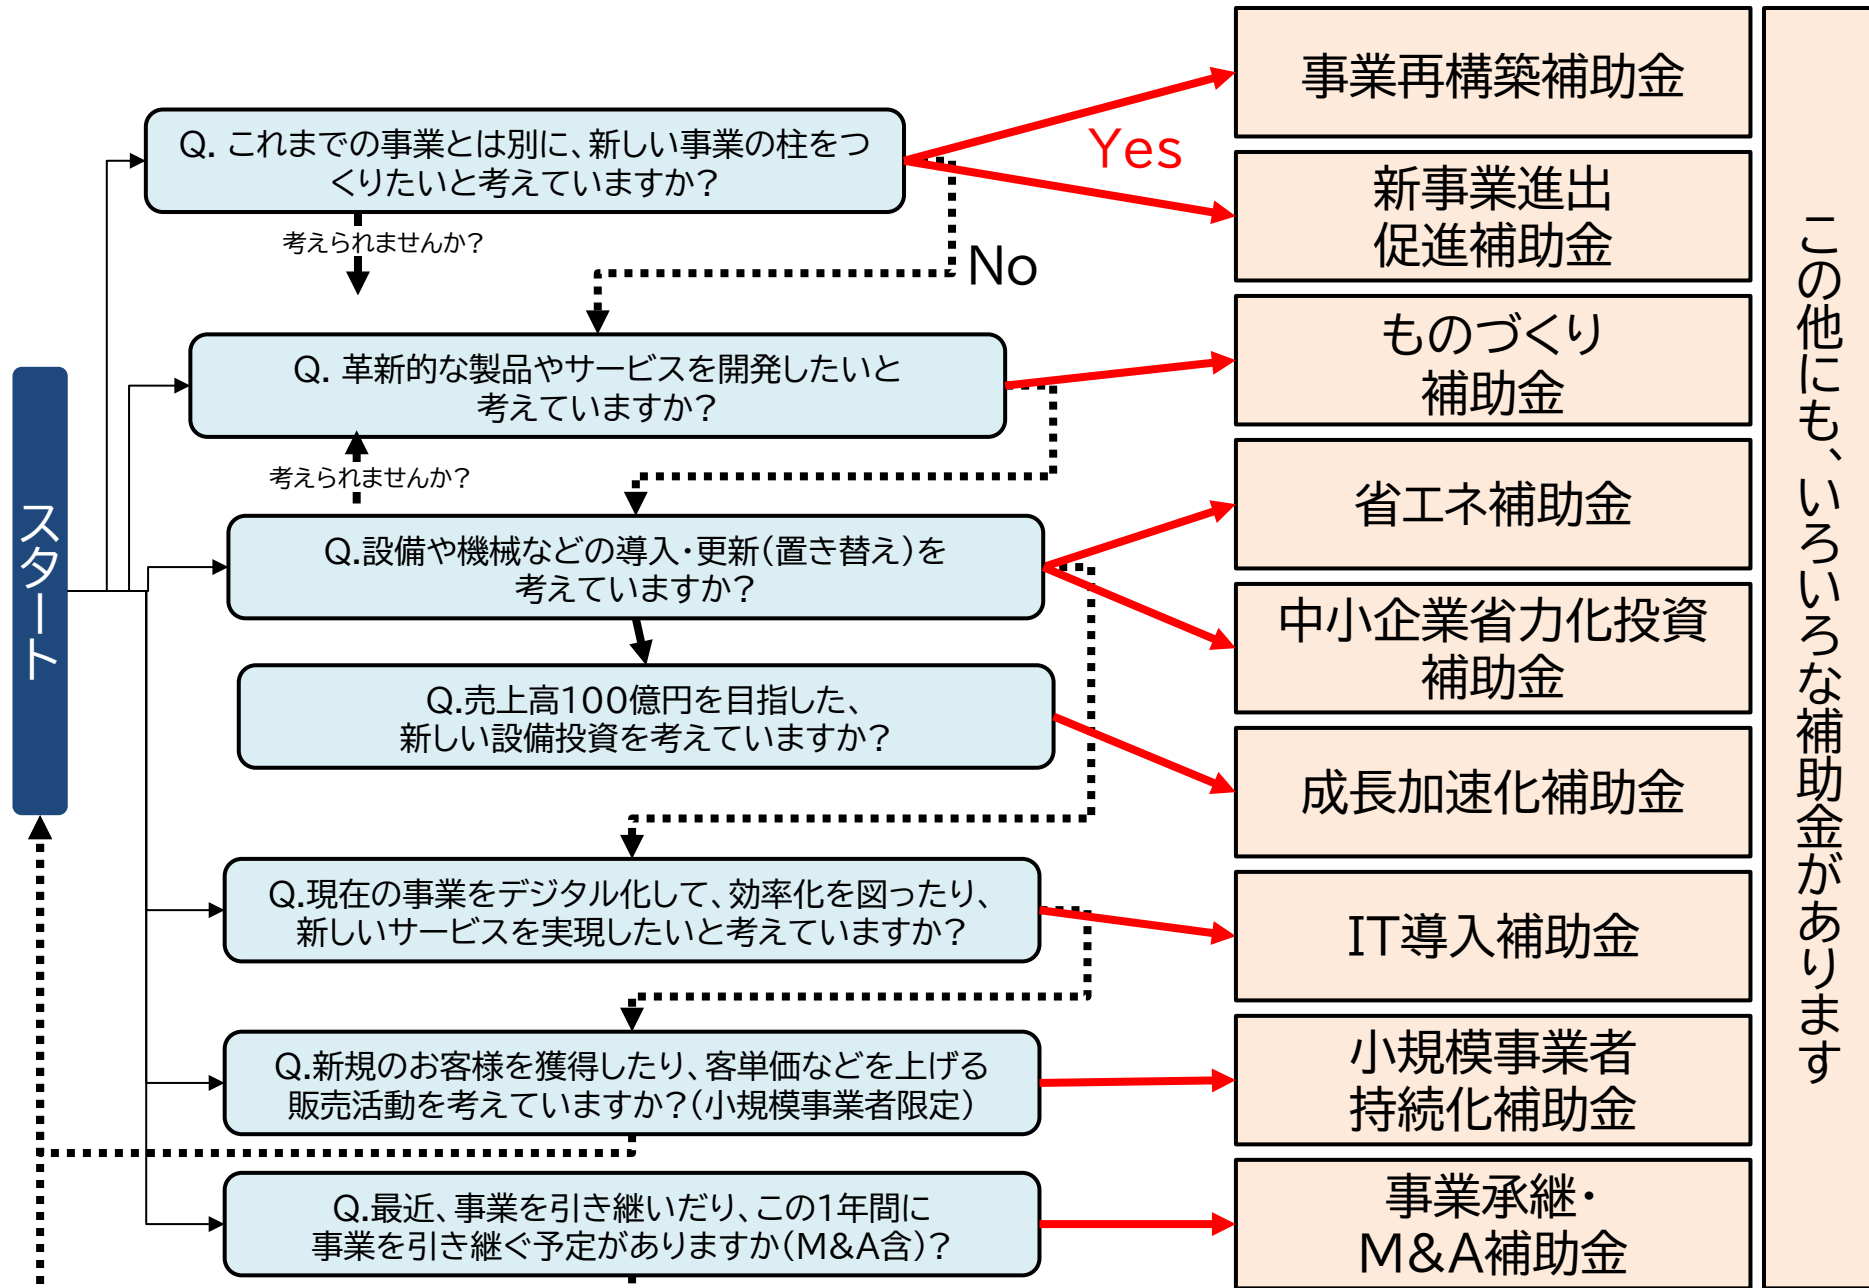 スタート
Q. これまでの事業とは別に、新しい事業の柱をつ
くりたいと考えていますか?
考えられませんか?
Yes
No
Q. 革新的な製品やサービスを開発したいと
考えていますか?
考えられませんか?
Q.設備や機械などの導入・更新(置き替え)を
考えていますか?
Q.売上高100億円を目指した、
新しい設備投資を考えていますか?
Q.現在の事業をデジタル化して、効率化を図ったり、
新しいサービスを実現したいと考えていますか?
Q.新規のお客様を獲得したり、客単価などを上げる
販売活動を考えていますか?(小規模事業者限定)
Q.最近、事業を引き継いだり、この1年間に
事業を引き継ぐ予定がありますか(M&A含)?
事業再構築補助金
新事業進出
促進補助金
ものづくり
補助金
省エネ補助金
中小企業省力化投資
補助金
成長加速化補助金
IT導入補助金
小規模事業者
持続化補助金
事業承継・
M&A補助金
この他にも、いろいろな補助金があります